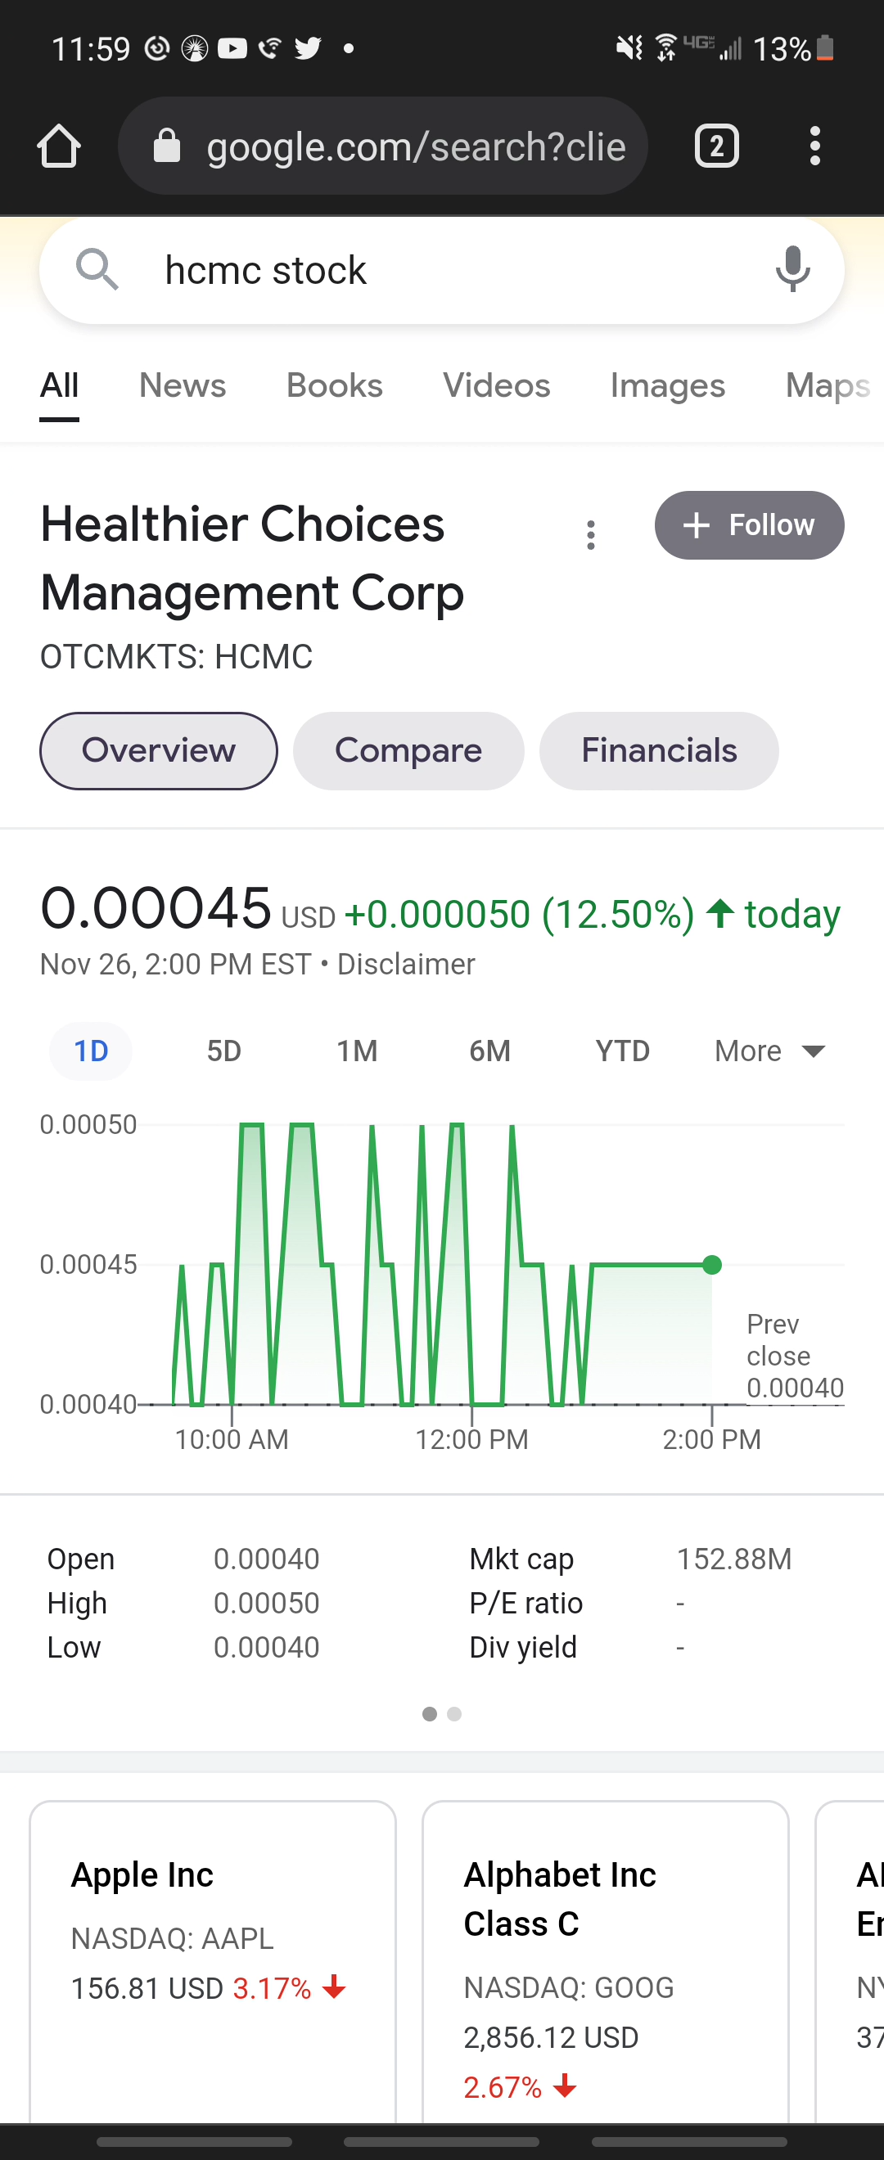 11:59
4G
13%
google.com/search?clie
2
hcmc stock
All News Books Videos Images Maps
Healthier Choices
Management Corp
+ Follow
OTCMKTS: HCMC
Overview Compare Financials
0.00045 USD +0.000050 (12.50%) ↑ today
Nov 26, 2:00 PM EST • Disclaimer
1D 5D 1M 6M YTD More
0.00050
0.00045
0.00040
Prev
close
0.00040
10:00 AM 12:00 PM 2:00 PM
Open 0.00040 Mkt cap 152.88M
High 0.00050 P/E ratio -
Low 0.00040 Div yield -
Apple Inc
NASDAQ: AAPL
156.81 USD 3.17% ↓
Alphabet Inc
Class C
NASDAQ: GOOG
2,856.12 USD
2.67% ↓
Er
NY
37